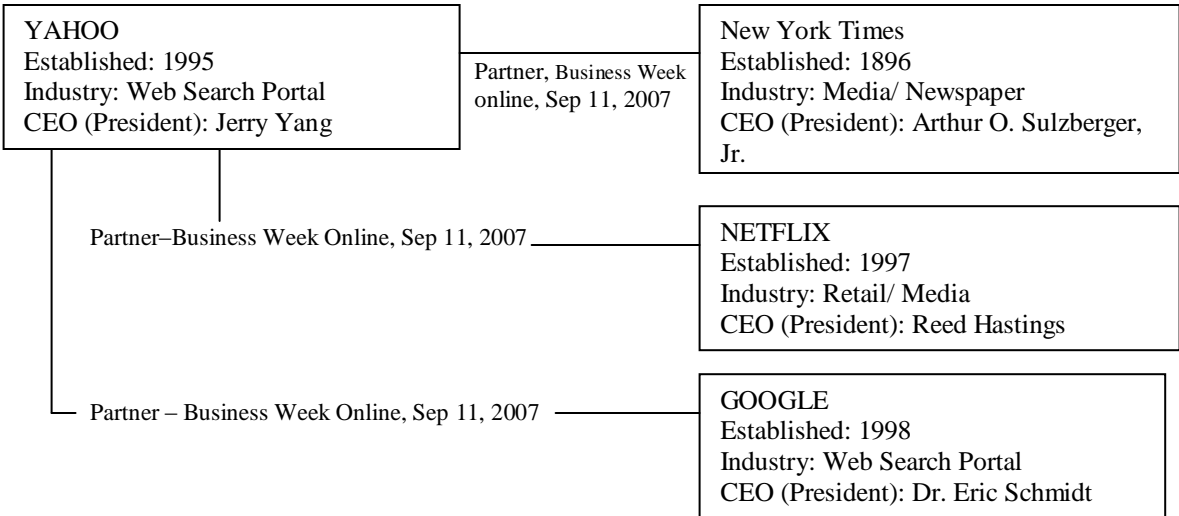 YAHOO
Established: 1995
Industry: Web Search Portal
CEO (President): Jerry Yang
Partner, Business Week
online, Sep 11, 2007
New York Times
Established: 1896
Industry: Media/ Newspaper
CEO (President): Arthur O. Sulzberger,
Jr.
Partner–Business Week Online, Sep 11, 2007
NETFLIX
Established: 1997
Industry: Retail/ Media
CEO (President): Reed Hastings
Partner – Business Week Online, Sep 11, 2007
GOOGLE
Established: 1998
Industry: Web Search Portal
CEO (President): Dr. Eric Schmidt